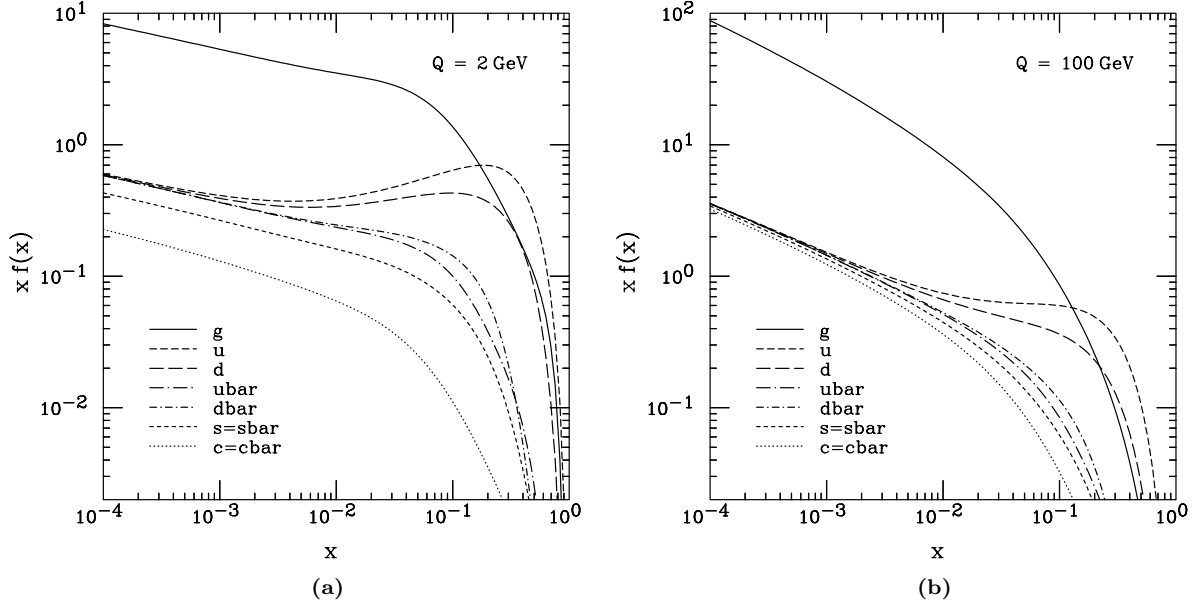 Q = 2 GeV
x f(x)
10^1
10^0
10^-1
10^-2
g
u
d
ubar
dbar
s=sbar
c=cbar
10^-4 10^-3 10^-2 10^-1 10^0
x
(a)
Q = 100 GeV
x f(x)
10^2
10^1
10^0
10^-1
g
u
d
ubar
dbar
s=sbar
c=cbar
10^-4 10^-3 10^-2 10^-1 10^0
x
(b)